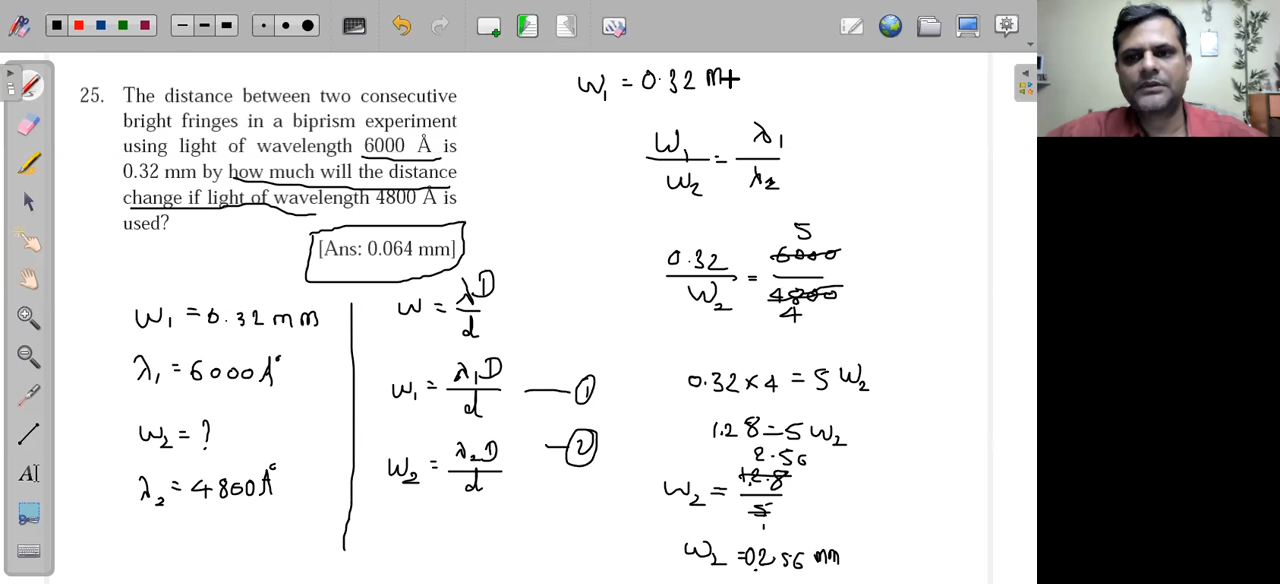 25. The distance between two consecutive
bright fringes in a biprism experiment
using light of wavelength 6000 Å is
0.32 mm by how much will the distance
change if light of wavelength 4800 Å is
used?
[Ans: 0.064 mm]
W₁ = 0.32 mm
λ₁ = 6000 A°
W₂ = ?
λ₂ = 4800 A°
W = λD/d
W₁ = λ₁D/d —— ①
W₂ = λ₂D/d — ②
W₁ = 0.32 m
W₁/W₂ = λ₁/λ₂
5
0.32/W₂ = 6000/4800
4
0.32 × 4 = 5 W₂
1.28 = 5 W₂
2.56
W₂ = 12.8/5
1
W₂ = 0.256 mm